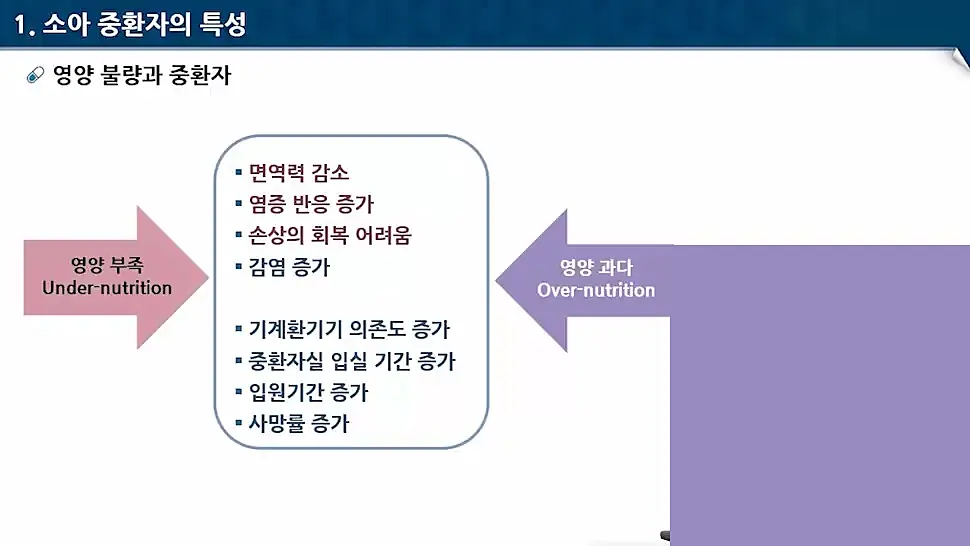 1. 소아 중환자의 특성
영양 불량과 중환자
▪ 면역력 감소
▪ 염증 반응 증가
▪ 손상의 회복 어려움
▪ 감염 증가
▪ 기계환기기 의존도 증가
▪ 중환자실 입실 기간 증가
▪ 입원기간 증가
▪ 사망률 증가
영양 부족
Under-nutrition
영양 과다
Over-nutrition